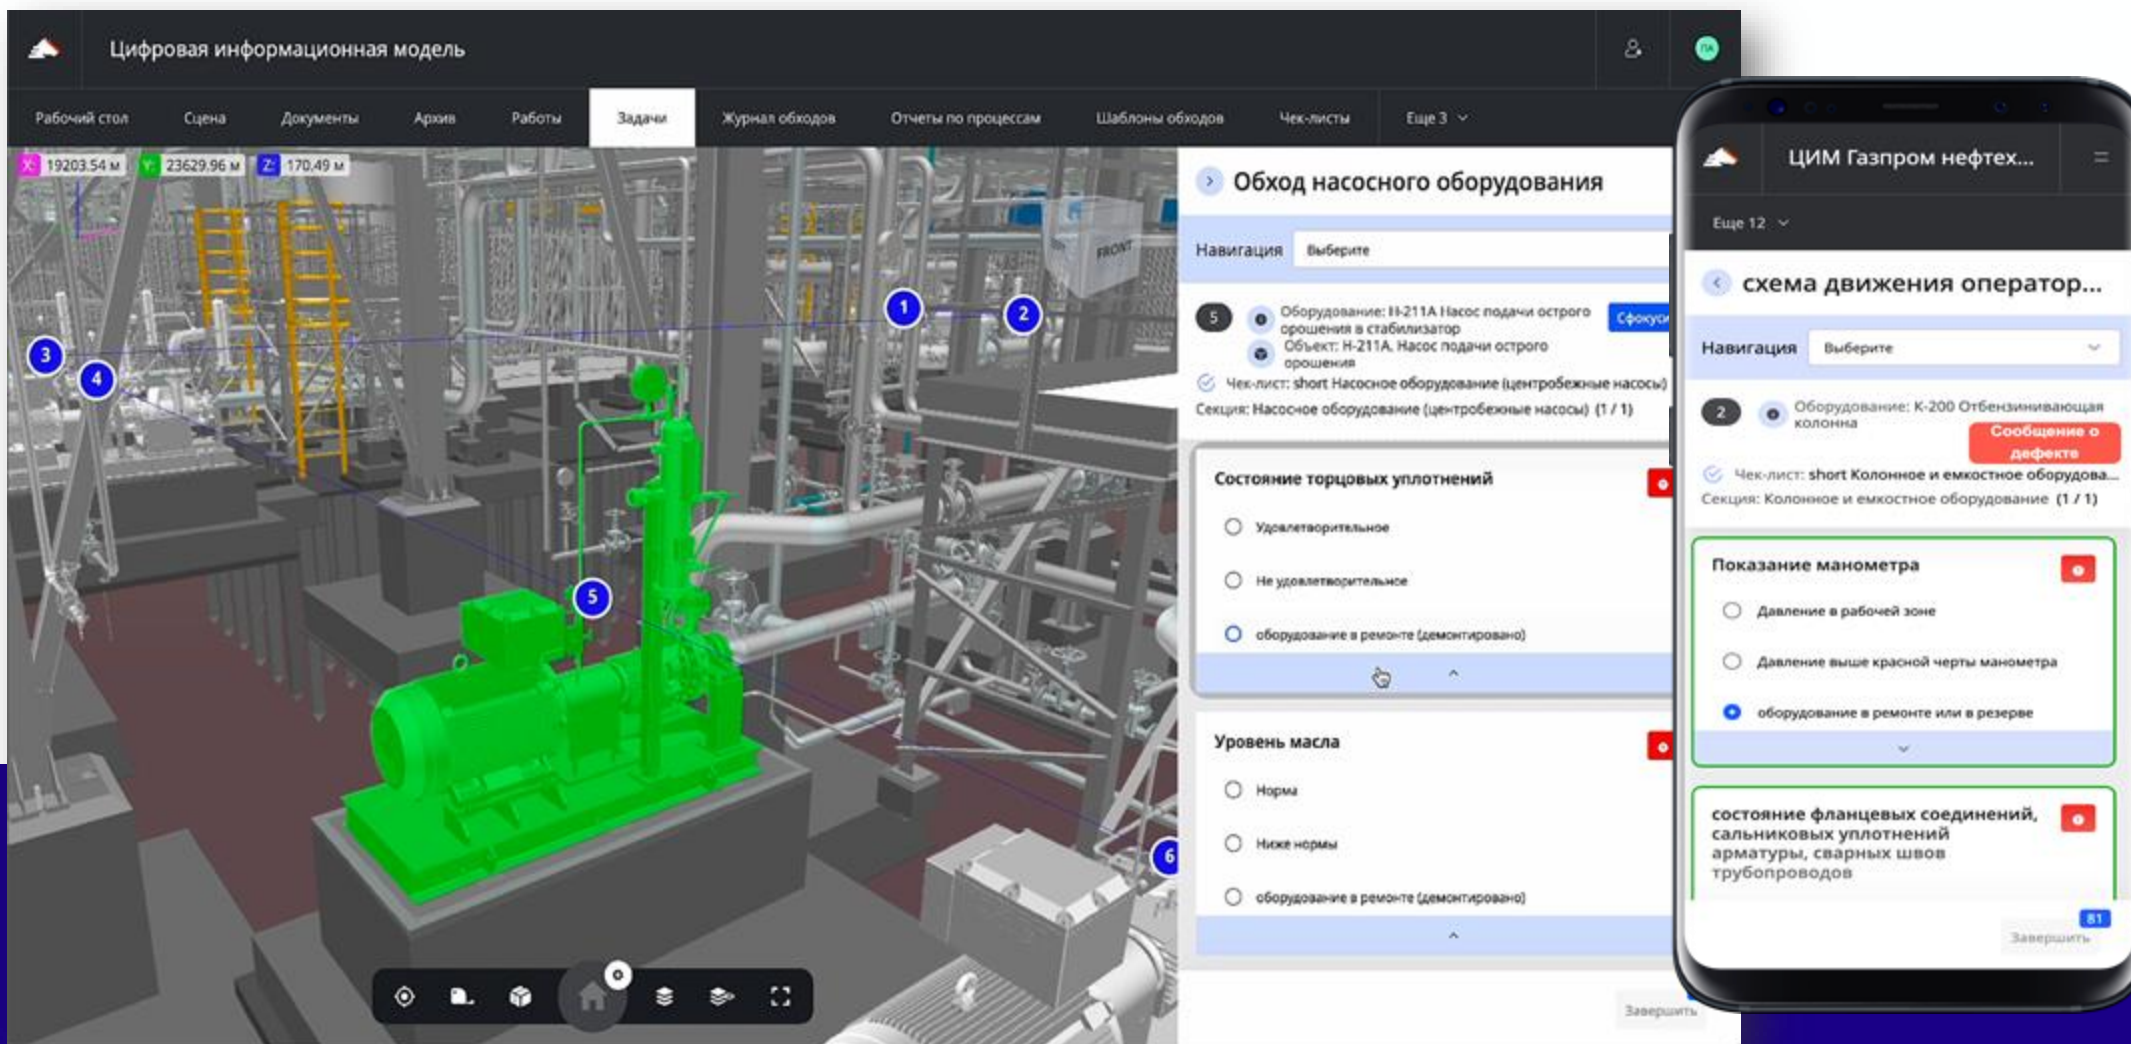 Цифровая информационная модель
ПА
Рабочий стол Сцена Документы Архив Работы Задачи Журнал обходов Отчеты по процессам Шаблоны обходов Чек-листы Еще 3
X: 19203.54 м Y: 23629.96 м Z: 170.49 м
FRONT
1
2
3
4
5
6
Обход насосного оборудования
Навигация Выберите
5
Оборудование: Н-211А Насос подачи острого
орошения в стабилизатор
Сфокуси
Объект: Н-211А. Насос подачи острого
орошения
Чек-лист: short Насосное оборудование (центробежные насосы)
Секция: Насосное оборудование (центробежные насосы) (1 / 1)
Состояние торцовых уплотнений
Удовлетворительное
Не удовлетворительное
оборудование в ремонте (демонтировано)
Уровень масла
Норма
Ниже нормы
оборудование в ремонте (демонтировано)
Завершить
ЦИМ Газпром нефтех...
Еще 12
схема движения оператор...
Навигация Выберите
2
Оборудование: К-200 Отбензинивающая
колонна
Сообщение о
дефекте
Чек-лист: short Колонное и емкостное оборудова...
Секция: Колонное и емкостное оборудование (1 / 1)
Показание манометра
Давление в рабочей зоне
Давление выше красной черты манометра
оборудование в ремонте или в резерве
состояние фланцевых соединений,
сальниковых уплотнений
арматуры, сварных швов
трубопроводов
81
Завершить